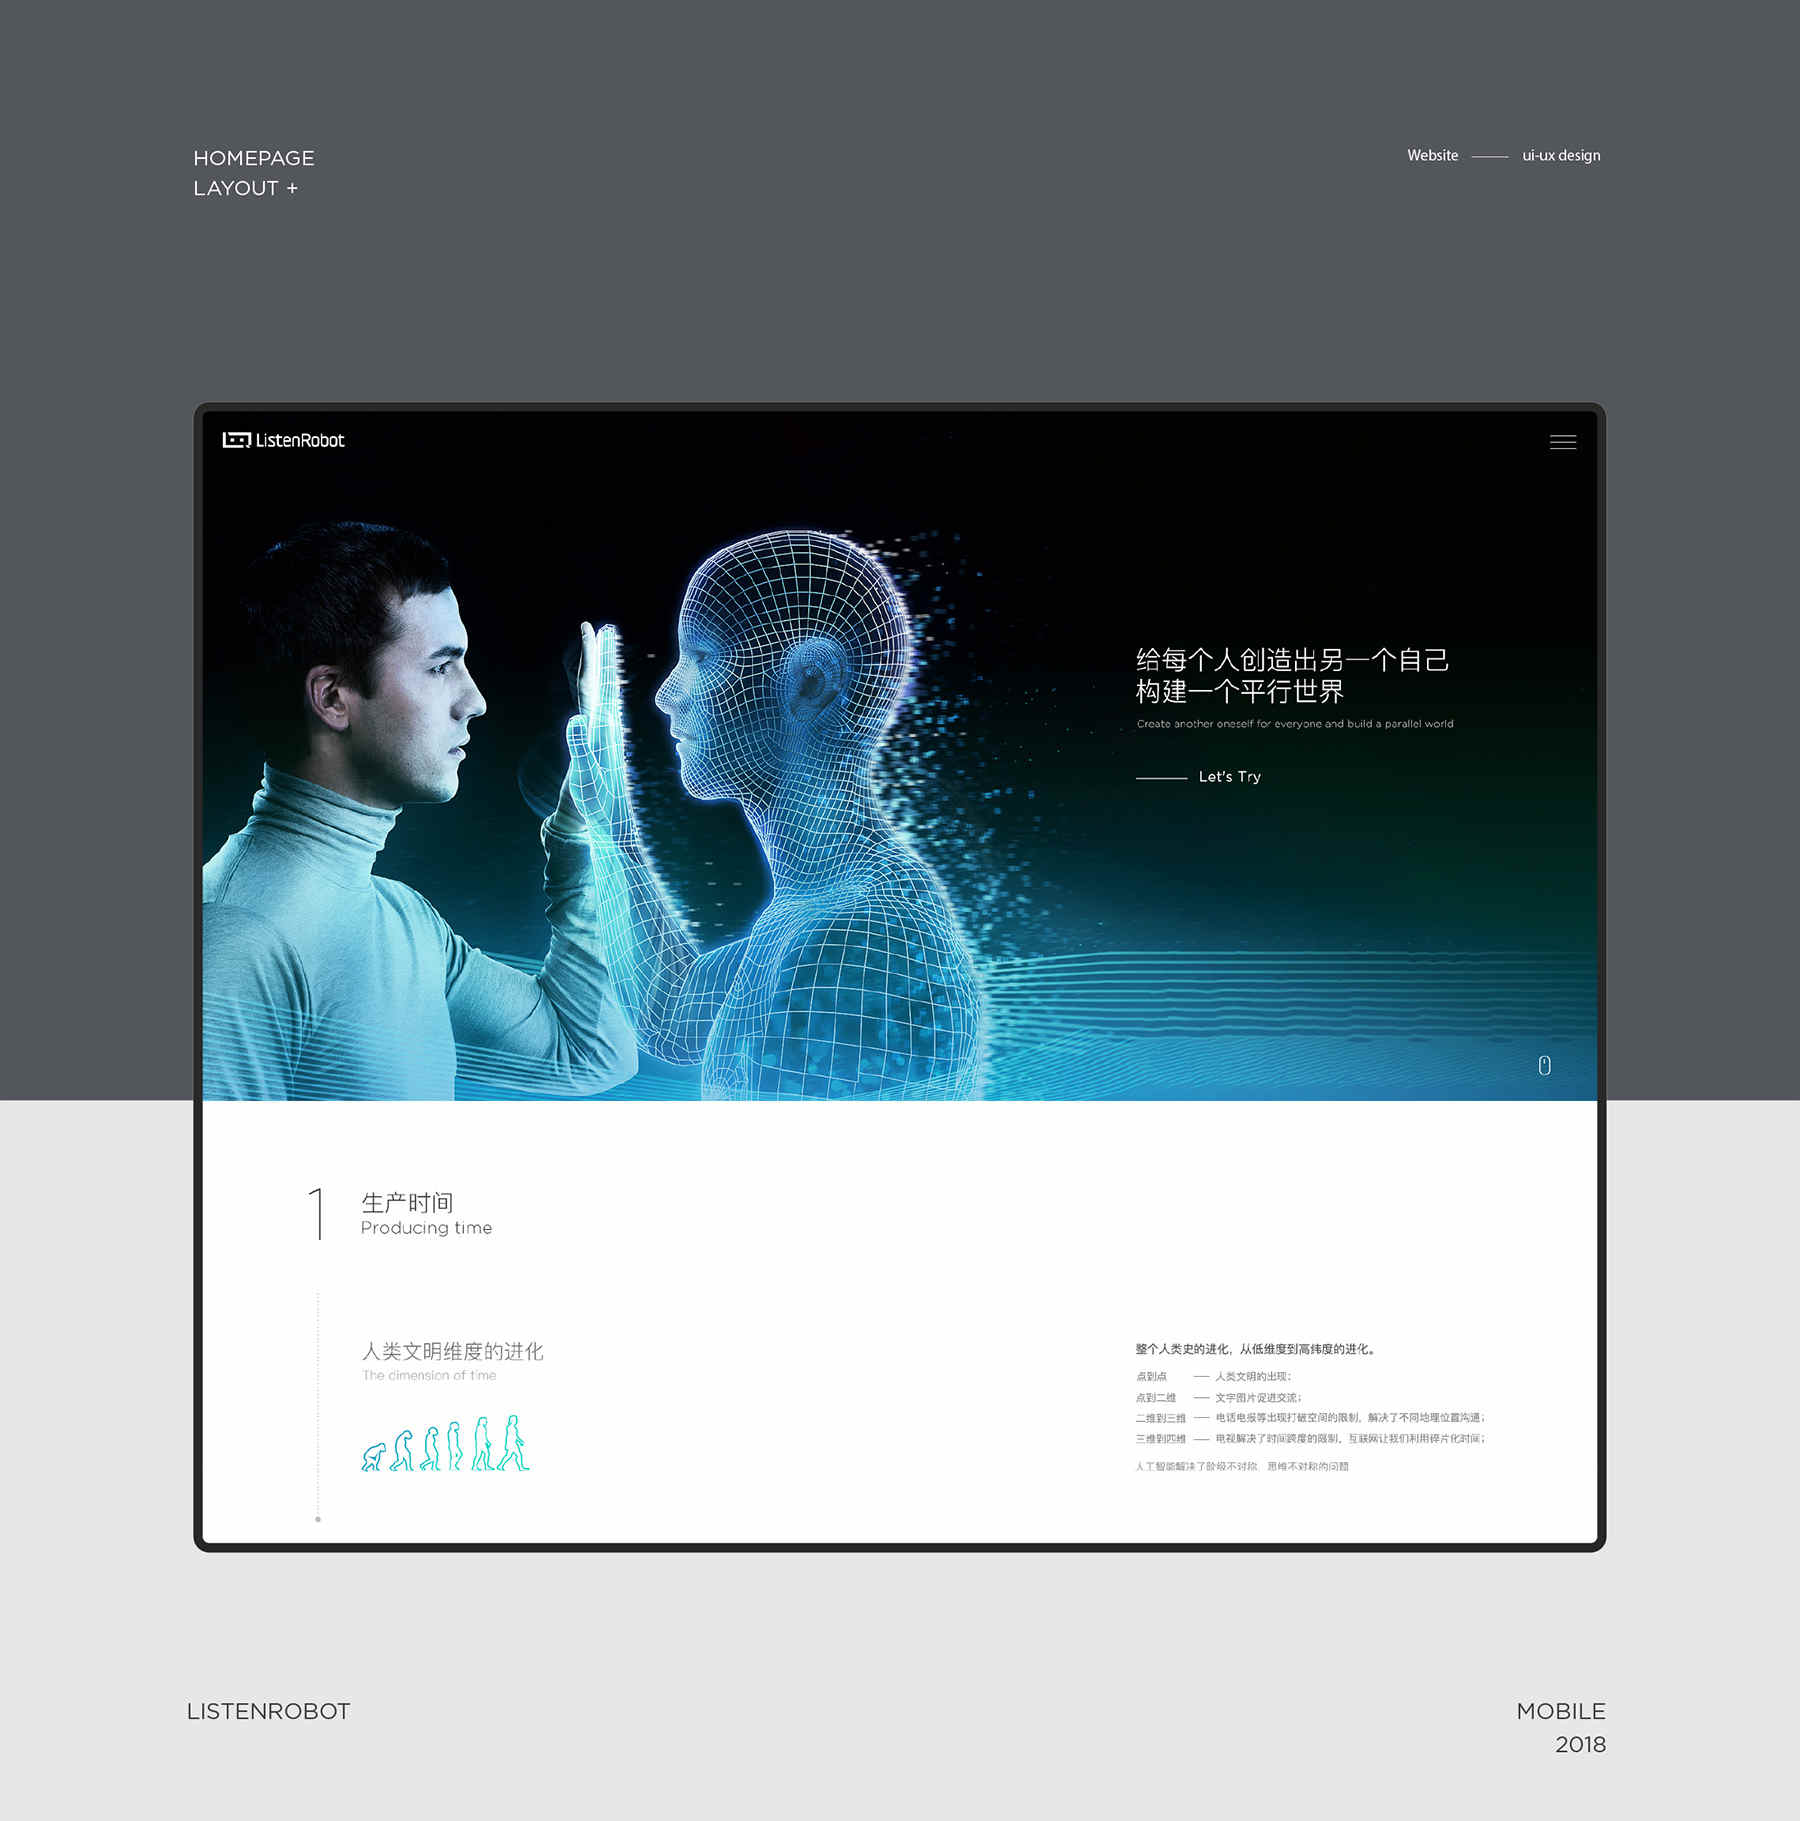 HOMEPAGE
LAYOUT +
Website — ui-ux design
ListenRobot
给每个人创造出另一个自己
构建一个平行世界
Create another oneself for everyone and build a parallel world
Let's Try
1
生产时间
Producing time
人类文明维度的进化
The dimension of time
整个人类史的进化，从低维度到高纬度的进化。
点到点 — 人类文明的出现；
点到二维 — 文字图片促进交流；
二维到三维 — 电话电报等出现打破空间的限制，解决了不同地理位置沟通；
三维到四维 — 电视解决了时间跨度的限制，互联网让我们利用碎片化时间；
人工智能解决了阶级不对称、思维不对称的问题
LISTENROBOT
MOBILE
2018